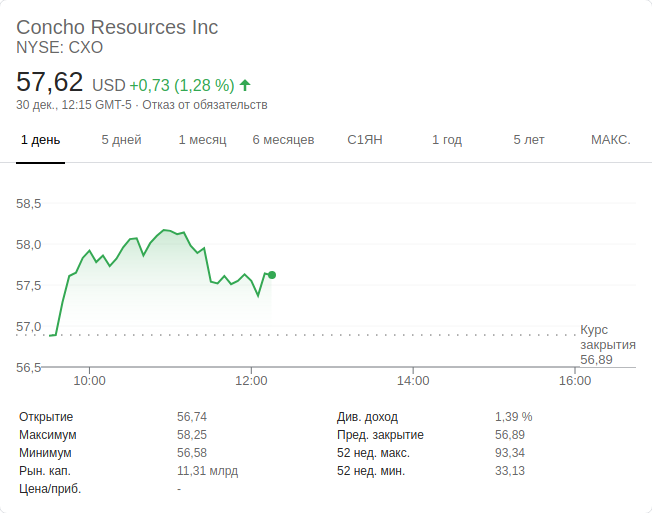 Concho Resources Inc
NYSE: CXO
57,62 USD +0,73 (1,28 %)
30 дек., 12:15 GMT-5 · Отказ от обязательств
1 день 5 дней 1 месяц 6 месяцев С1ЯН 1 год 5 лет МАКС.
58,5
58,0
57,5
57,0
Курс
закрытия
56,89
56,5
10:00 12:00 14:00 16:00
Открытие 56,74 Див. доход 1,39 %
Максимум 58,25 Пред. закрытие 56,89
Минимум 56,58 52 нед. макс. 93,34
Рын. кап. 11,31 млрд 52 нед. мин. 33,13
Цена/приб. -